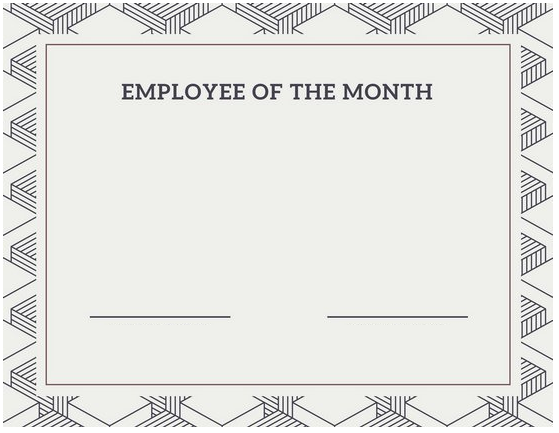 EMPLOYEE OF THE MONTH